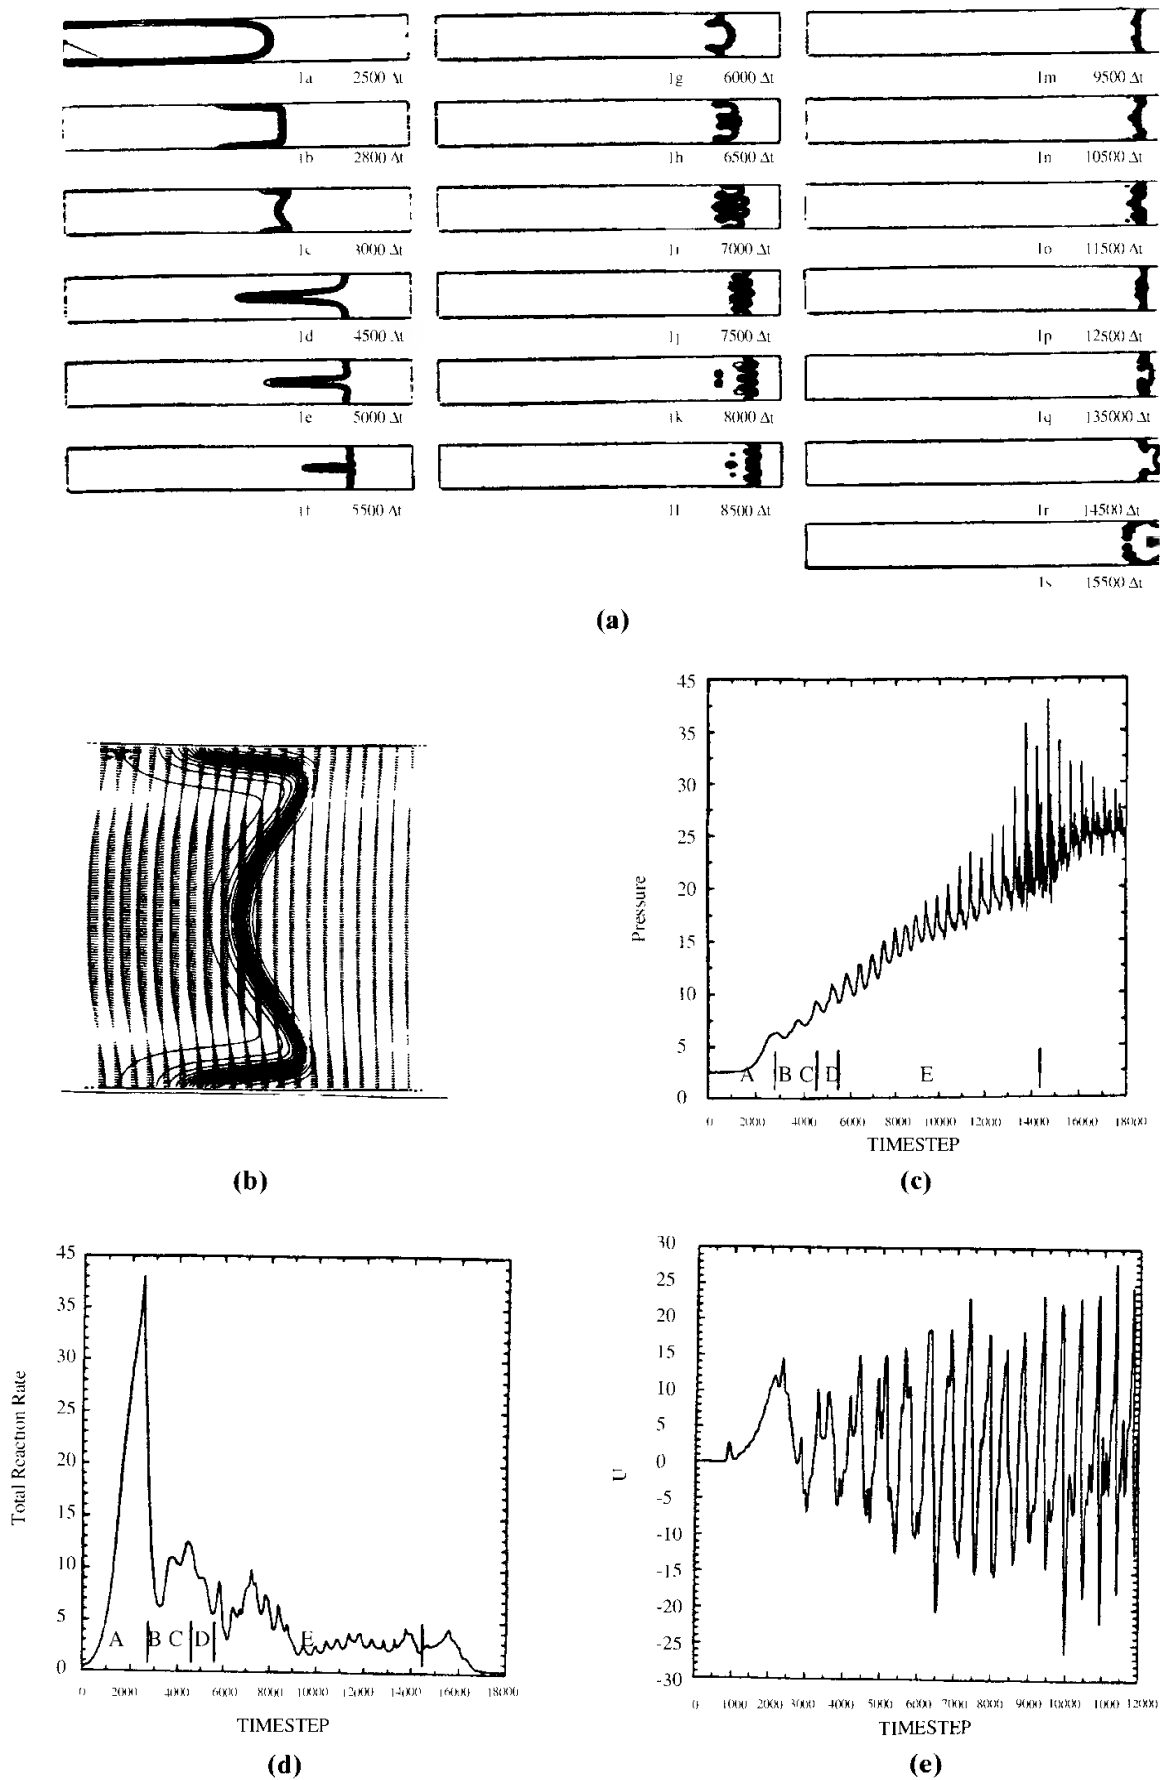 1a 2500 Δt
1g 6000 Δt
1m 9500 Δt
1b 2800 Δt
1h 6500 Δt
1n 10500 Δt
1c 3000 Δt
1i 7000 Δt
1o 11500 Δt
1d 4500 Δt
1j 7500 Δt
1p 12500 Δt
1e 5000 Δt
1k 8000 Δt
1q 135000 Δt
1f 5500 Δt
1l 8500 Δt
1r 14500 Δt
1s 15500 Δt
(a)
(b)
45
40
35
30
25
20
15
10
5
0
Pressure
A B C D E
0 2000 4000 6000 8000 10000 12000 14000 16000 18000
TIMESTEP
(c)
45
40
35
30
25
20
15
10
5
0
Total Reaction Rate
A B C D E
0 2000 4000 6000 8000 10000 12000 14000 16000 18000
TIMESTEP
(d)
30
25
20
15
10
5
0
-5
-10
-15
-20
-25
-30
U
0 1000 2000 3000 4000 5000 6000 7000 8000 9000 10000 1000 12000
TIMESTEP
(e)